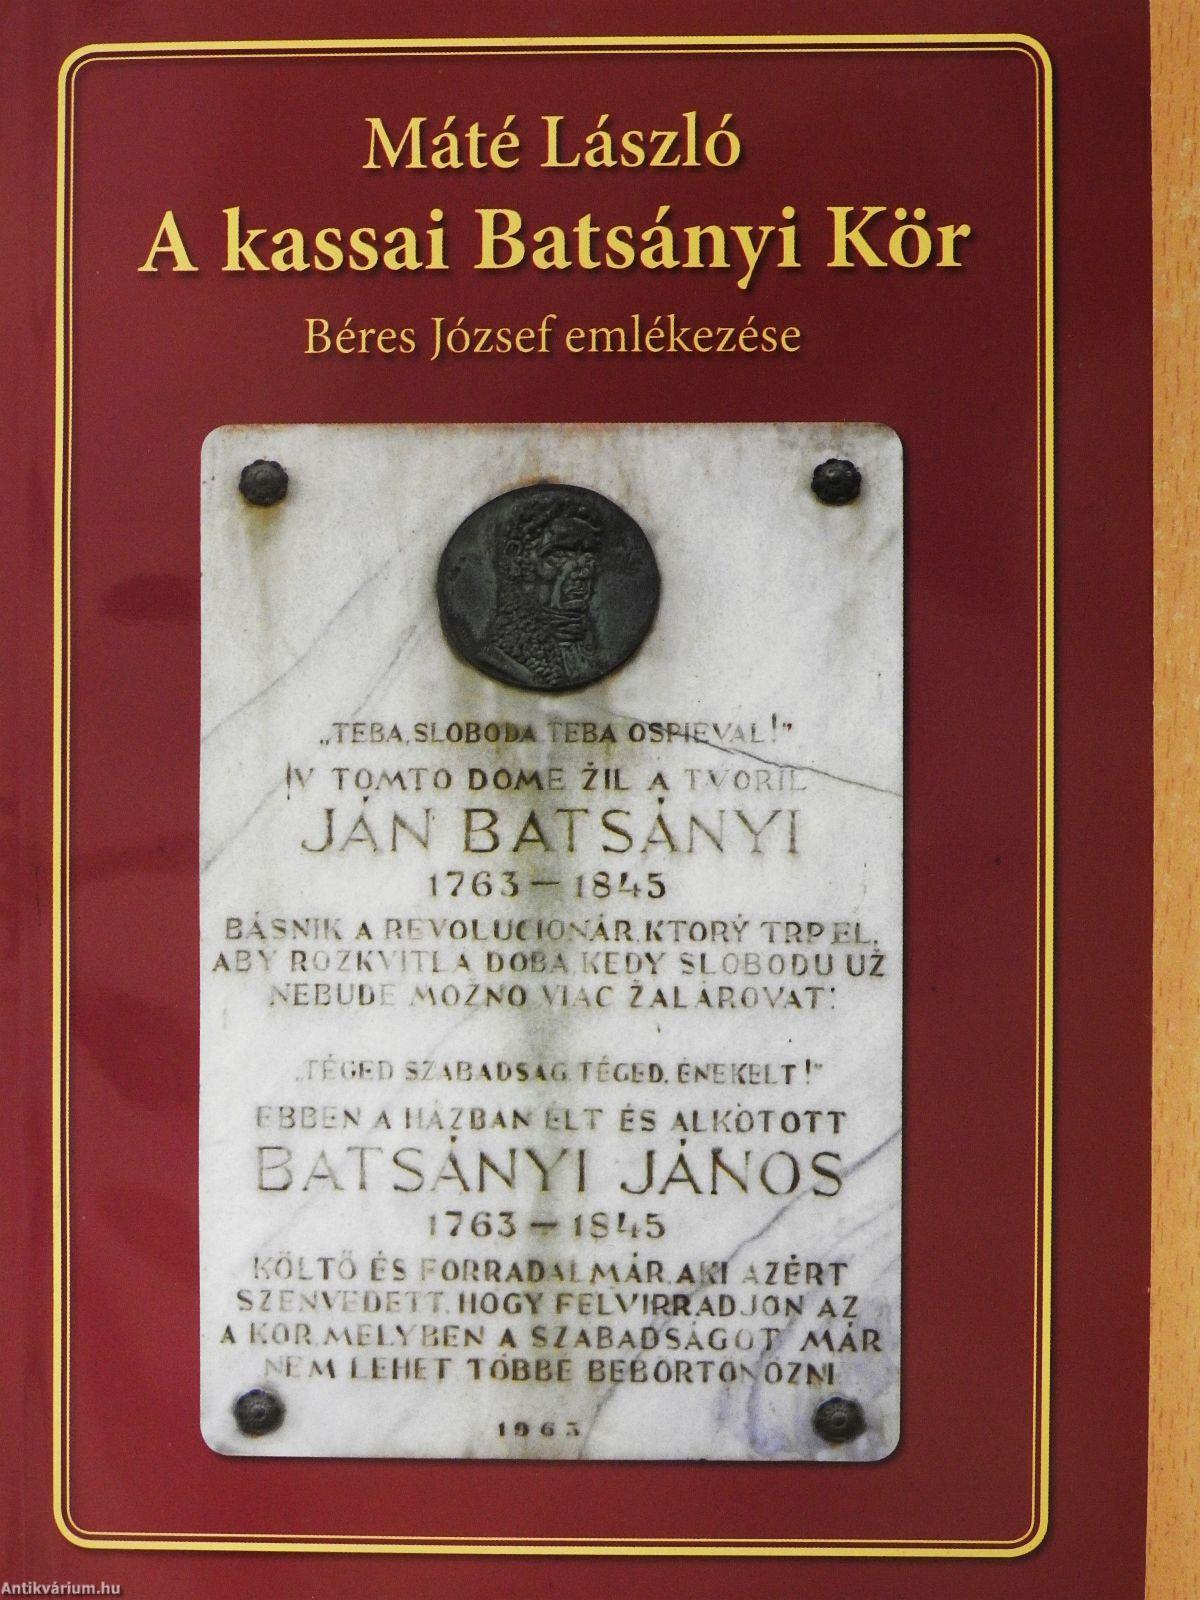 Máté László
A kassai Batsányi Kör
Béres József emlékezése
„TEBA, SLOBODA, TEBA OSPIEVAL!”
V TOMTO DOME ŽIL A TVORIL
JÁN BATSÁNYI
1763 – 1845
BÁSNIK A REVOLUCIONÁR, KTORÝ TRPEL,
ABY ROZKVITLA DOBA, KEDY SLOBODU UŽ
NEBUDE MOŽNO VIAC ŽALÁROVAŤ!
„TÉGED SZABADSÁG, TÉGED, ÉNEKELT!”
EBBEN A HÁZBAN ÉLT ÉS ALKOTOTT
BATSÁNYI JÁNOS
1763 – 1845
KÖLTŐ ÉS FORRADALMÁR, AKI AZÉRT
SZENVEDETT, HOGY FELVIRRADJON AZ
A KOR, MELYBEN A SZABADSÁGOT MÁR
NEM LEHET TÖBBÉ BEBÖRTÖNÖZNI
1963
Antikvárium.hu